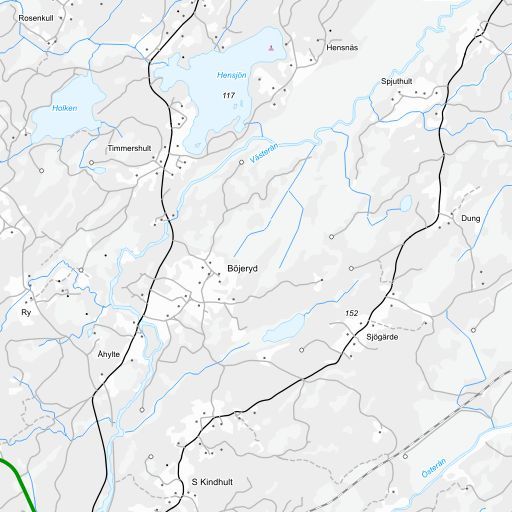 Rosenkull
Hensnäs
Hensjön
Spjuthult
117
Holken
Timmershult
Västerån
Dung
Böjeryd
Ry
152
Sjögärde
Åhylte
Österån
S Kindhult